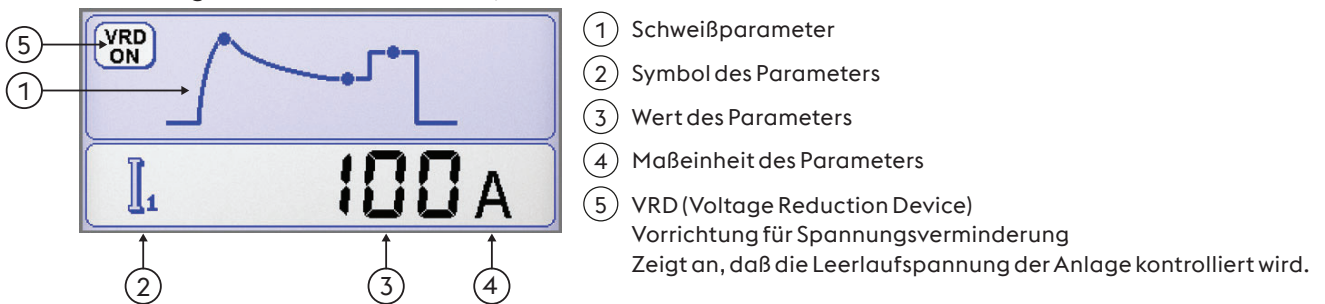 VRD
ON
I1
100 A
5
1
2
3
4
1 Schweißparameter
2 Symbol des Parameters
3 Wert des Parameters
4 Maßeinheit des Parameters
5 VRD (Voltage Reduction Device)
Vorrichtung für Spannungsverminderung
Zeigt an, daß die Leerlaufspannung der Anlage kontrolliert wird.